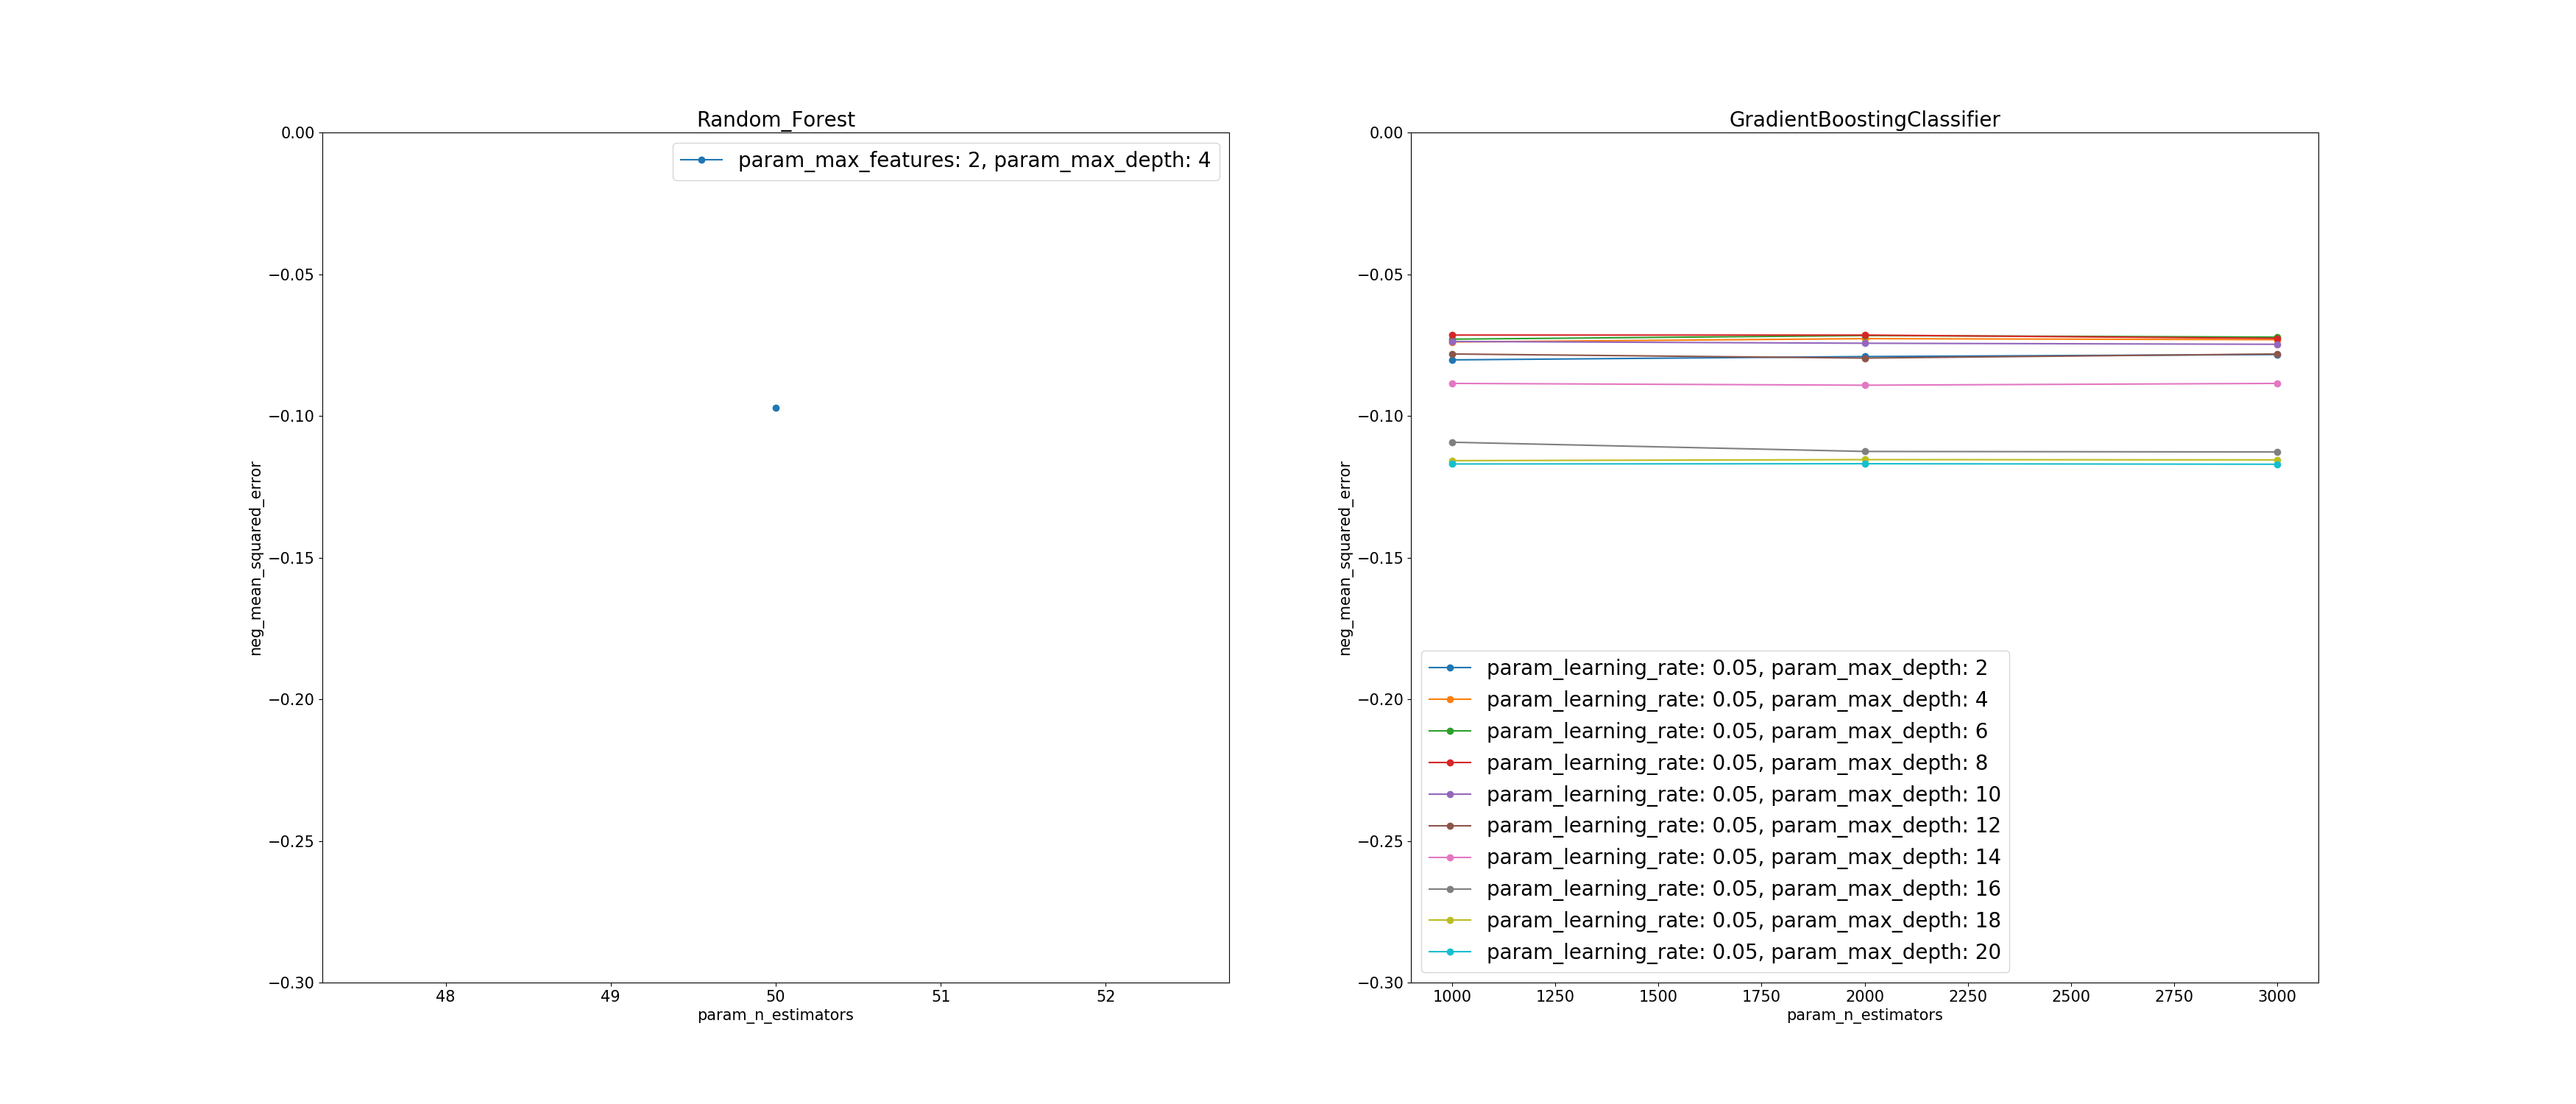 Random_Forest
0.00
−0.05
−0.10
−0.15
−0.20
−0.25
−0.30
neg_mean_squared_error
param_max_features: 2, param_max_depth: 4
48 49 50 51 52
param_n_estimators
GradientBoostingClassifier
0.00
−0.05
−0.10
−0.15
−0.20
−0.25
−0.30
neg_mean_squared_error
param_learning_rate: 0.05, param_max_depth: 2
param_learning_rate: 0.05, param_max_depth: 4
param_learning_rate: 0.05, param_max_depth: 6
param_learning_rate: 0.05, param_max_depth: 8
param_learning_rate: 0.05, param_max_depth: 10
param_learning_rate: 0.05, param_max_depth: 12
param_learning_rate: 0.05, param_max_depth: 14
param_learning_rate: 0.05, param_max_depth: 16
param_learning_rate: 0.05, param_max_depth: 18
param_learning_rate: 0.05, param_max_depth: 20
1000 1250 1500 1750 2000 2250 2500 2750 3000
param_n_estimators